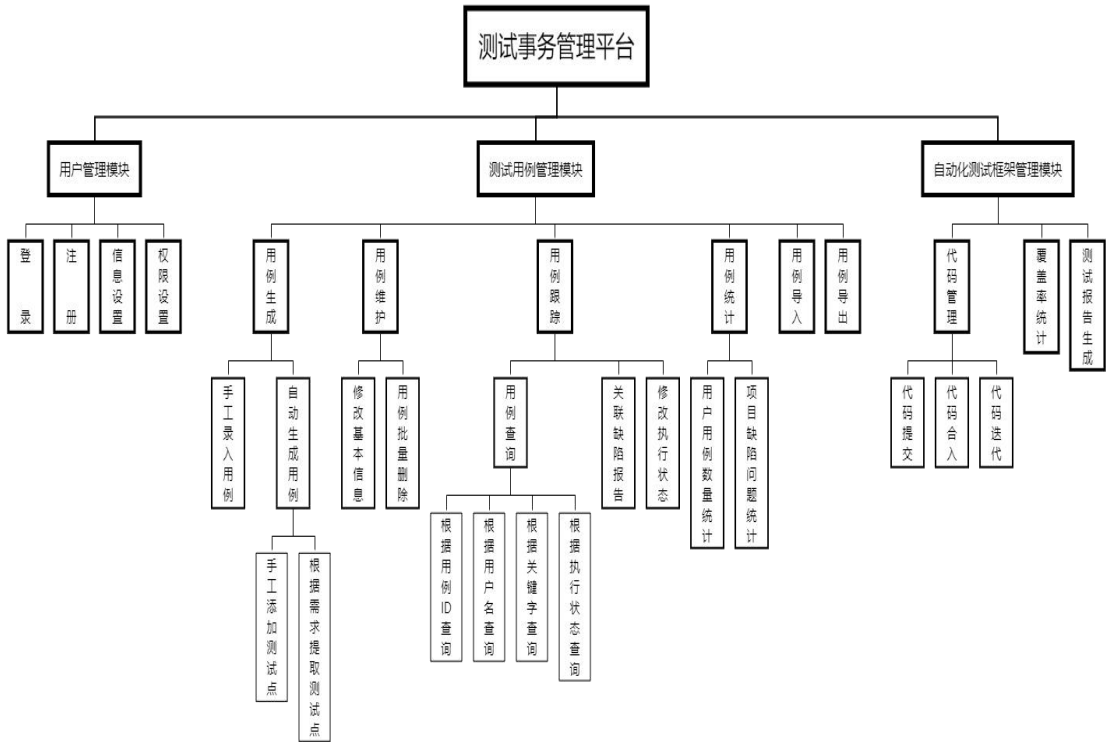 测试事务管理平台
用户管理模块
测试用例管理模块
自动化测试框架管理模块
登录
注册
信息设置
权限设置
用例生成
用例维护
用例跟踪
用例统计
用例导入
用例导出
代码管理
覆盖率统计
测试报告生成
手工录入用例
自动生成用例
修改基本信息
用例批量删除
用例查询
关联缺陷报告
修改执行状态
用户用例数量统计
项目缺陷问题统计
代码提交
代码合入
代码迭代
手工添加测试点
根据需求提取测试点
根据用例ID查询
根据用户名查询
根据关键字查询
根据执行状态查询